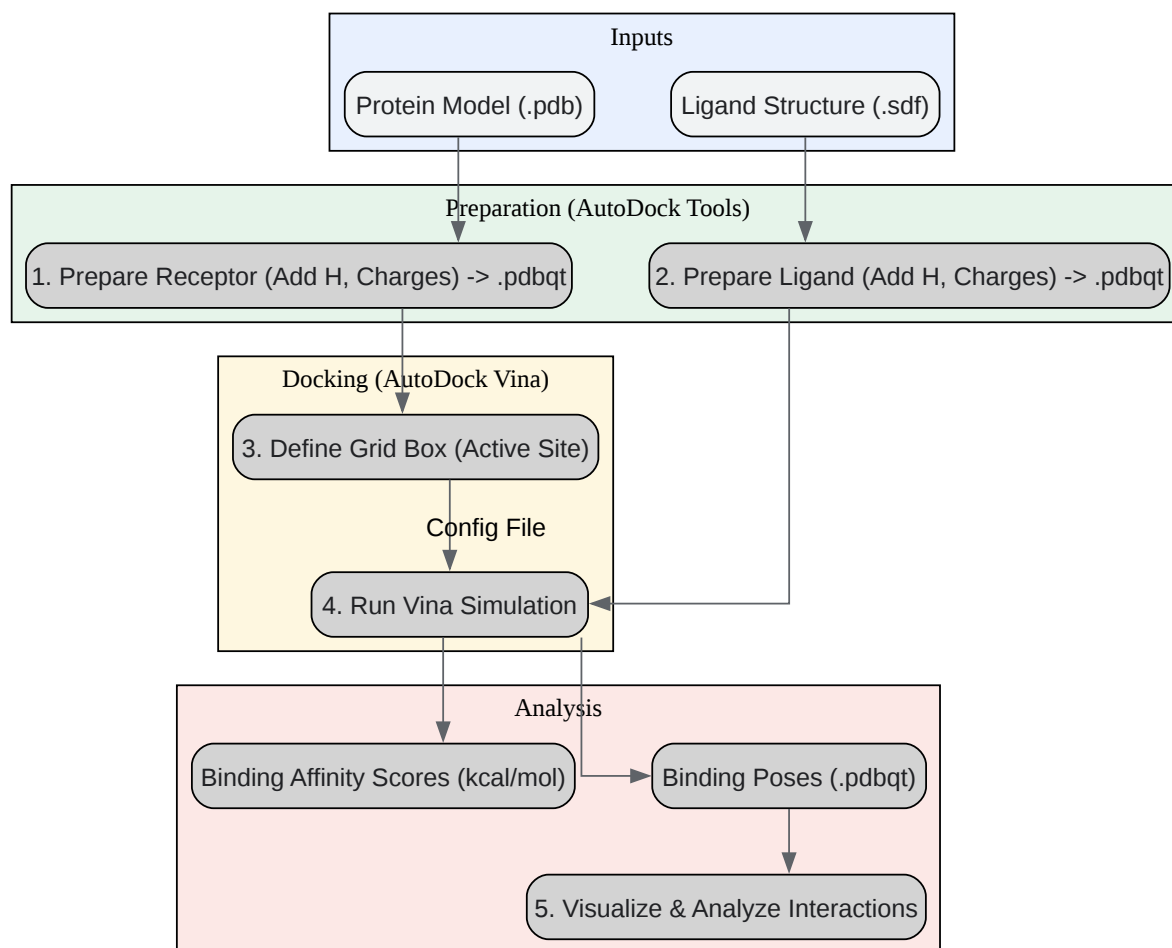 Inputs
Protein Model (.pdb)
Ligand Structure (.sdf)
Preparation (AutoDock Tools)
1. Prepare Receptor (Add H, Charges) -> .pdbqt
2. Prepare Ligand (Add H, Charges) -> .pdbqt
Docking (AutoDock Vina)
3. Define Grid Box (Active Site)
Config File
4. Run Vina Simulation
Analysis
Binding Affinity Scores (kcal/mol)
Binding Poses (.pdbqt)
5. Visualize & Analyze Interactions